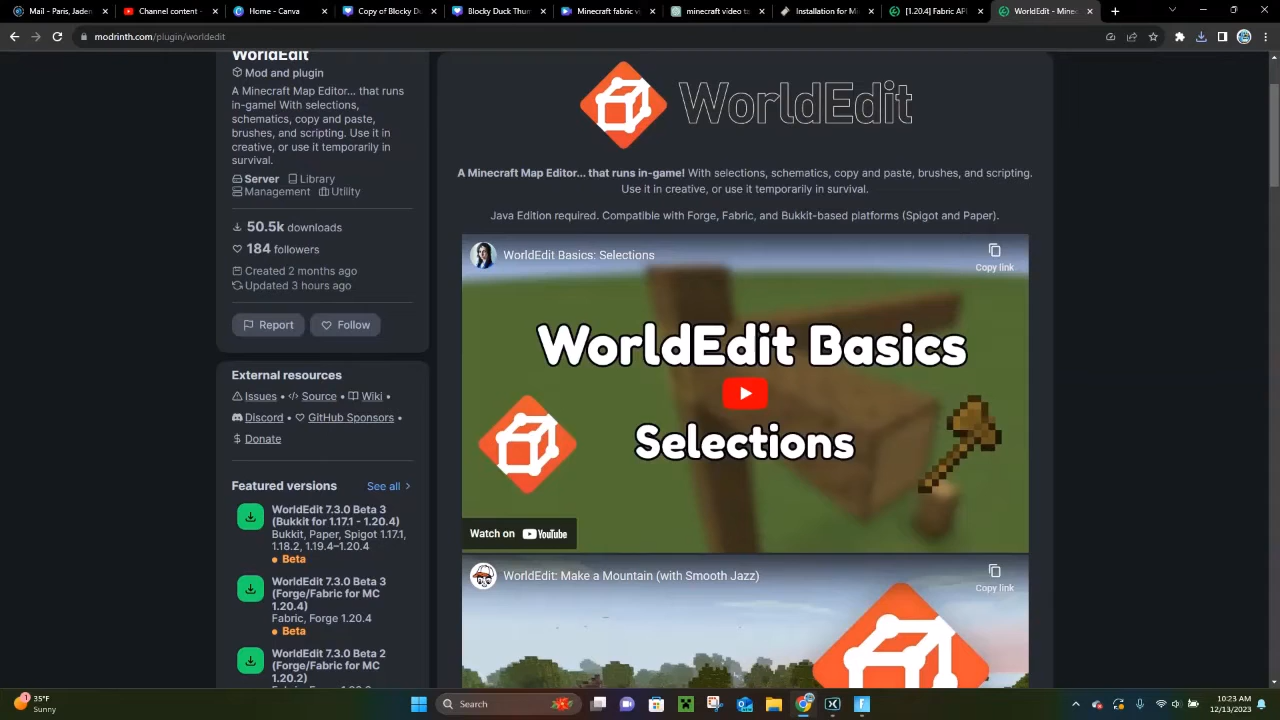 Mail - Paris, Jaden
Channel content -
Home - Canva
Copy of Blocky Du
Blocky Duck Thum
Minecraft fabric vi
minecraft video ta
Installation for Mi
[1.20.4] Fabric API
WorldEdit - Mine
modrinth.com/plugin/worldedit
WorldEdit
Mod and plugin
A Minecraft Map Editor... that runs
in-game! With selections,
schematics, copy and paste,
brushes, and scripting. Use it in
creative, or use it temporarily in
survival.
Server Library
Management Utility
50.5k downloads
184 followers
Created 2 months ago
Updated 3 hours ago
Report Follow
External resources
Issues • Source • Wiki •
Discord • GitHub Sponsors •
Donate
Featured versions See all
WorldEdit 7.3.0 Beta 3
(Bukkit for 1.17.1 - 1.20.4)
Bukkit, Paper, Spigot 1.17.1,
1.18.2, 1.19.4–1.20.4
• Beta
WorldEdit 7.3.0 Beta 3
(Forge/Fabric for MC
1.20.4)
Fabric, Forge 1.20.4
• Beta
WorldEdit 7.3.0 Beta 2
(Forge/Fabric for MC
1.20.2)
WorldEdit
A Minecraft Map Editor... that runs in-game! With selections, schematics, copy and paste, brushes, and scripting.
Use it in creative, or use it temporarily in survival.
Java Edition required. Compatible with Forge, Fabric, and Bukkit-based platforms (Spigot and Paper).
WorldEdit Basics: Selections
Copy link
WorldEdit Basics
Selections
Watch on YouTube
WorldEdit: Make a Mountain (with Smooth Jazz)
Copy link
1
35°F
Sunny
Search
10:23 AM
12/13/2023